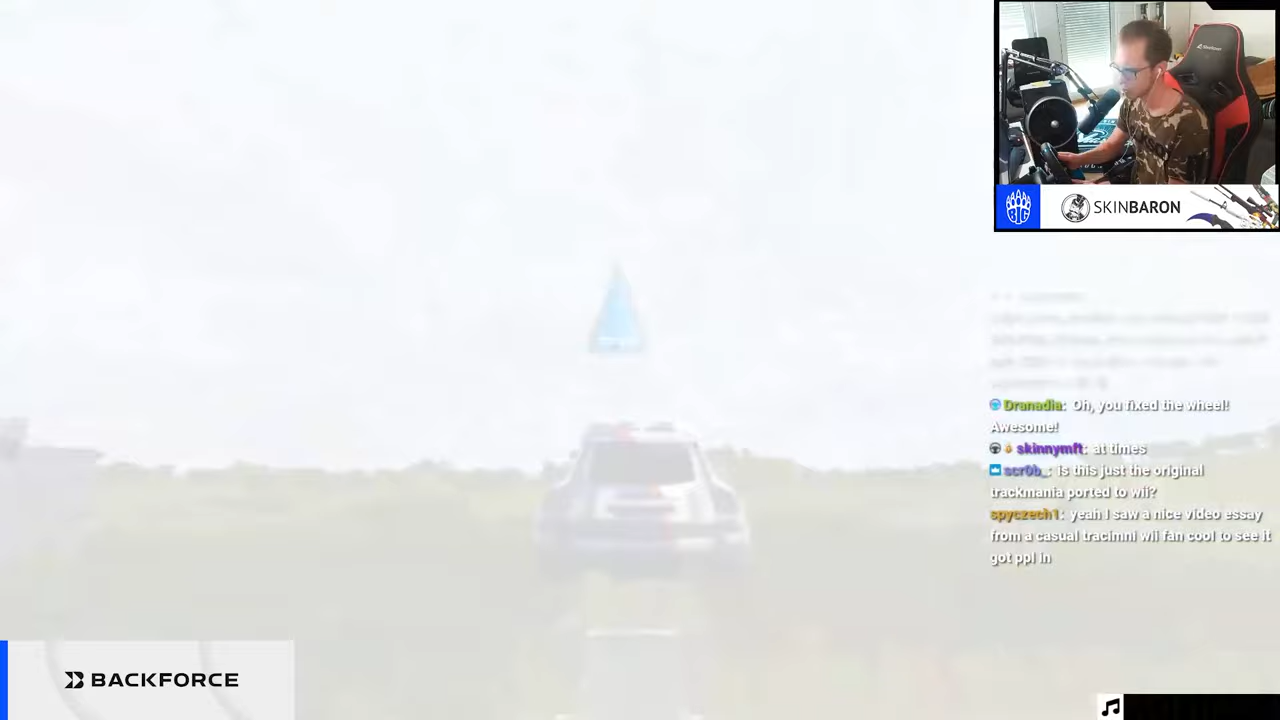 SKINBARON
Dranadia: Oh, you fixed the wheel!
Awesome!
skinnymft: at times
scr0b_: Is this just the original
trackmania ported to wii?
spyczech1: yeah I saw a nice video essay
from a casual tracimni wii fan cool to see it
got ppl in
BACKFORCE